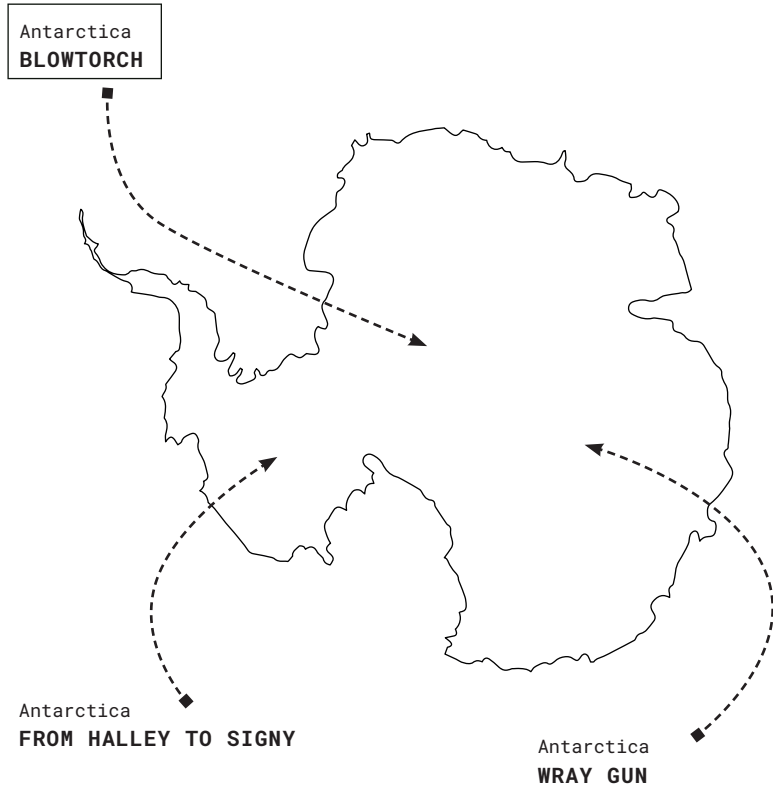 Antarctica
BLOWTORCH
Antarctica
FROM HALLEY TO SIGNY
Antarctica
WRAY GUN